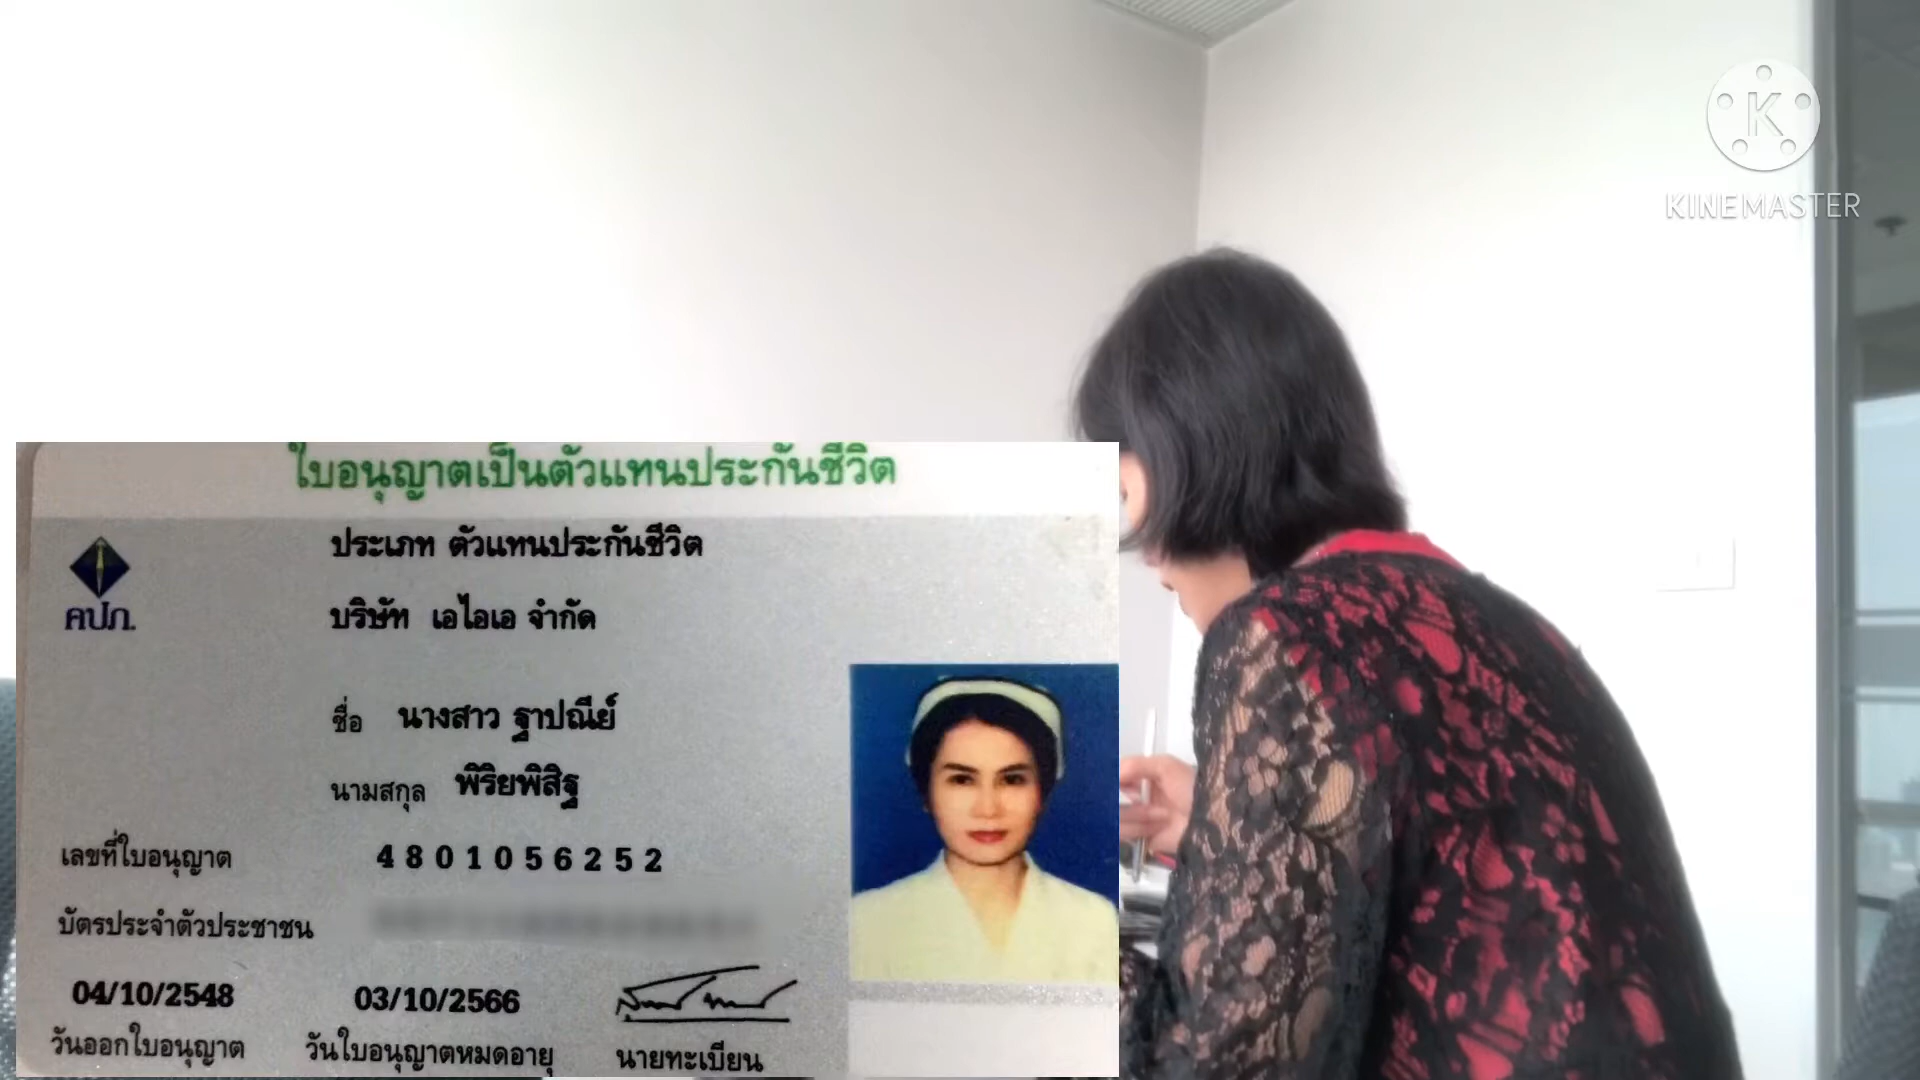 K
KINEMASTER
ใบอนุญาตเป็นตัวแทนประกันชีวิต
ประเภท ตัวแทนประกันชีวิต
คปภ.
บริษัท เอไอเอ จำกัด
ชื่อ นางสาว ฐาปณีย์
นามสกุล พิริยพิสิฐ
เลขที่ใบอนุญาต 4801056252
บัตรประจำตัวประชาชน
04/10/2548 03/10/2566
วันออกใบอนุญาต วันใบอนุญาตหมดอายุ นายทะเบียน